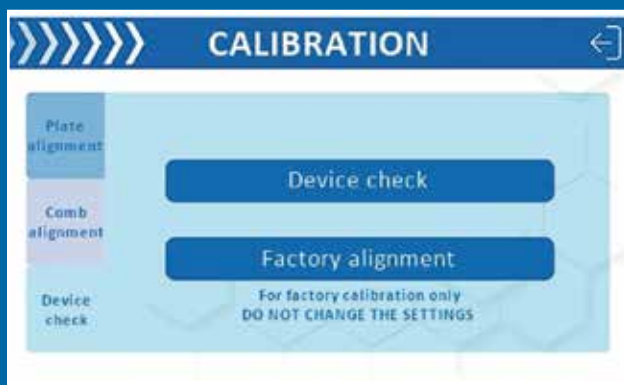 CALIBRATION
Plate
alignment
Comb
alignment
Device
check
Device check
Factory alignment
For factory calibration only
DO NOT CHANGE THE SETTINGS